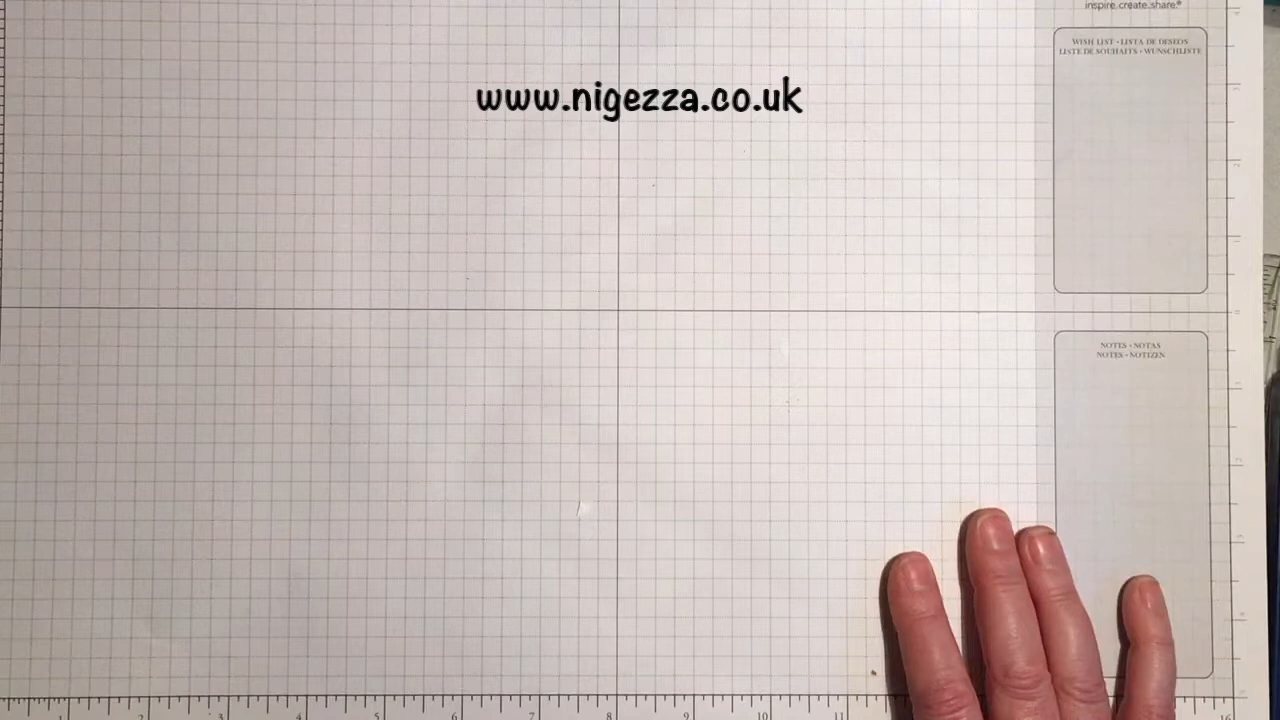 inspire.create.share.®
WISH LIST • LISTA DE DESEOS
LISTE DE SOUHAITS • WUNSCHLISTE
www.nigezza.co.uk
NOTES • NOTAS
NOTES • NOTIZEN
1 2 3 4 5 6 7 8 9 10 11 16